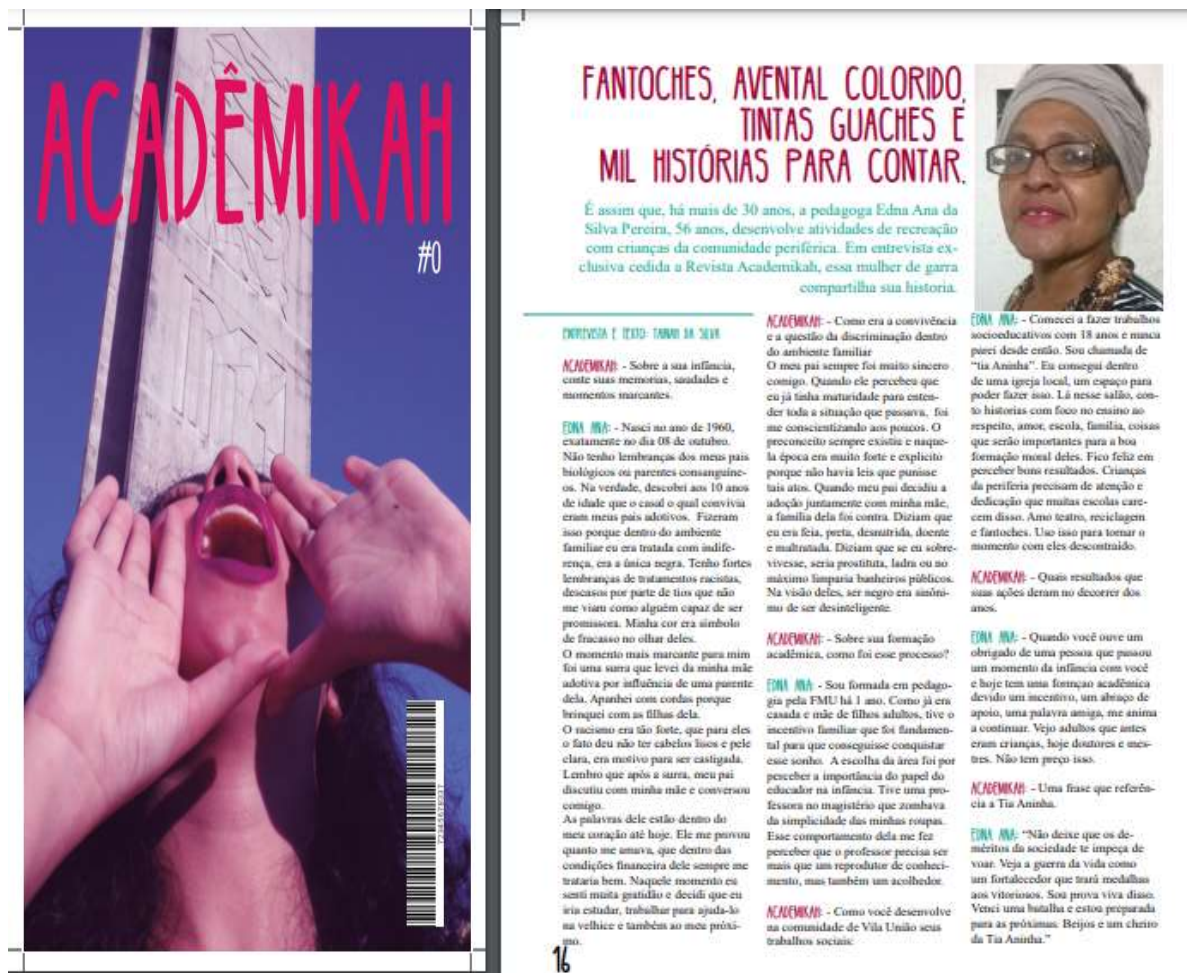 ACADÊMIKAH
#0
FANTOCHES, AVENTAL COLORIDO,
TINTAS GUACHES E
MIL HISTÓRIAS PARA CONTAR.
É assim que, há mais de 30 anos, a pedagoga Edna Ana da
Silva Pereira, 56 anos, desenvolve atividades de recreação
com crianças da comunidade periférica. Em entrevista ex-
clusiva cedida a Revista Academikah, essa mulher de garra
compartilha sua historia.
ENTREVISTA E TEXTO: TAINAH DA SILVA
ACADEMIKAH: - Sobre a sua infância,
conte suas memorias, saudades e
momentos marcantes.
EDNA ANA: - Nasci no ano de 1960,
exatamente no dia 08 de outubro.
Não tenho lembranças dos meus pais
biológicos ou parentes consanguíne-
os. Na verdade, descobri aos 10 anos
de idade que o casal o qual convivia
eram meus pais adotivos. Fizeram
isso porque dentro do ambiente
familiar eu era tratada com indife-
rença, era a única negra. Tenho fortes
lembranças de tratamentos racistas,
descasos por parte de tios que não
me viam como alguém capaz de ser
promissora. Minha cor era símbolo
de fracasso no olhar deles.
O momento mais marcante para mim
foi uma surra que levei da minha mãe
adotiva por influência de uma parente
dela. Apanhei com cordas porque
brinquei com as filhas dela.
O racismo era tão forte, que para eles
o fato deu não ter cabelos lisos e pele
clara, era motivo para ser castigada.
Lembro que após a surra, meu pai
discutiu com minha mãe e conversou
comigo.
As palavras dele estão dentro do
meu coração até hoje. Ele me provou
quanto me amava, que dentro das
condições financeira dele sempre me
trataria bem. Naquele momento eu
senti muita gratidão e decidi que eu
iria estudar, trabalhar para ajuda-lo
na velhice e também ao meu próxi-
mo.
16
ACADEMIKAH: - Como era a convivência
e a questão da discriminação dentro
do ambiente familiar
O meu pai sempre foi muito sincero
comigo. Quando ele percebeu que
eu já tinha maturidade para enten-
der toda a situação que passava, foi
me conscientizando aos poucos. O
preconceito sempre existiu e naque-
la época era muito forte e explicito
porque não havia leis que punisse
tais atos. Quando meu pai decidiu a
adoção juntamente com minha mãe,
a família dela foi contra. Diziam que
eu era feia, preta, desnutrida, doente
e maltratada. Diziam que se eu sobre-
vivesse, seria prostituta, ladra ou no
máximo limparia banheiros públicos.
Na visão deles, ser negro era sinôni-
mo de ser desinteligente.
ACADEMIKAH: - Sobre sua formação
acadêmica, como foi esse processo?
EDNA ANA: - Sou formada em pedago-
gia pela FMU há 1 ano. Como já era
casada e mãe de filhos adultos, tive o
incentivo familiar que foi fundamen-
tal para que conseguisse conquistar
esse sonho. A escolha da área foi por
perceber a importância do papel do
educador na infância. Tive uma pro-
fessora no magistério que zombava
da simplicidade das minhas roupas.
Esse comportamento dela me fez
perceber que o professor precisa ser
mais que um reprodutor de conheci-
mento, mas também um acolhedor.
ACADEMIKAH: - Como você desenvolve
na comunidade de Vila União seus
trabalhos sociais:
EDNA ANA: - Comecei a fazer trabalhos
socioeducativos com 18 anos e nunca
parei desde então. Sou chamada de
“tia Aninha”. Eu consegui dentro
de uma igreja local, um espaço para
poder fazer isso. Lá nesse salão, con-
to historias com foco no ensino ao
respeito, amor, escola, família, coisas
que serão importantes para a boa
formação moral deles. Fico feliz em
perceber bons resultados. Crianças
da periferia precisam de atenção e
dedicação que muitas escolas care-
cem disso. Amo teatro, reciclagem
e fantoches. Uso isso para tornar o
momento com eles descontraído.
ACADEMIKAH: - Quais resultados que
suas ações deram no decorrer dos
anos.
EDNA ANA: - Quando você ouve um
obrigado de uma pessoa que passou
um momento da infância com você
e hoje tem uma formçao acadêmica
devido um incentivo, um abraço de
apoio, uma palavra amiga, me anima
a continuar. Vejo adultos que antes
eram crianças, hoje doutores e mes-
tres. Não tem preço isso.
ACADEMIKAH: - Uma frase que referên-
cia a Tia Aninha.
EDNA ANA: “Não deixe que os de-
méritos da sociedade te impeça de
voar. Veja a guerra da vida como
um fortalecedor que trará medalhas
aos vitoriosos. Sou prova viva disso.
Venci uma batalha e estou preparada
para as próximas. Beijos e um cheiro
da Tia Aninha.”